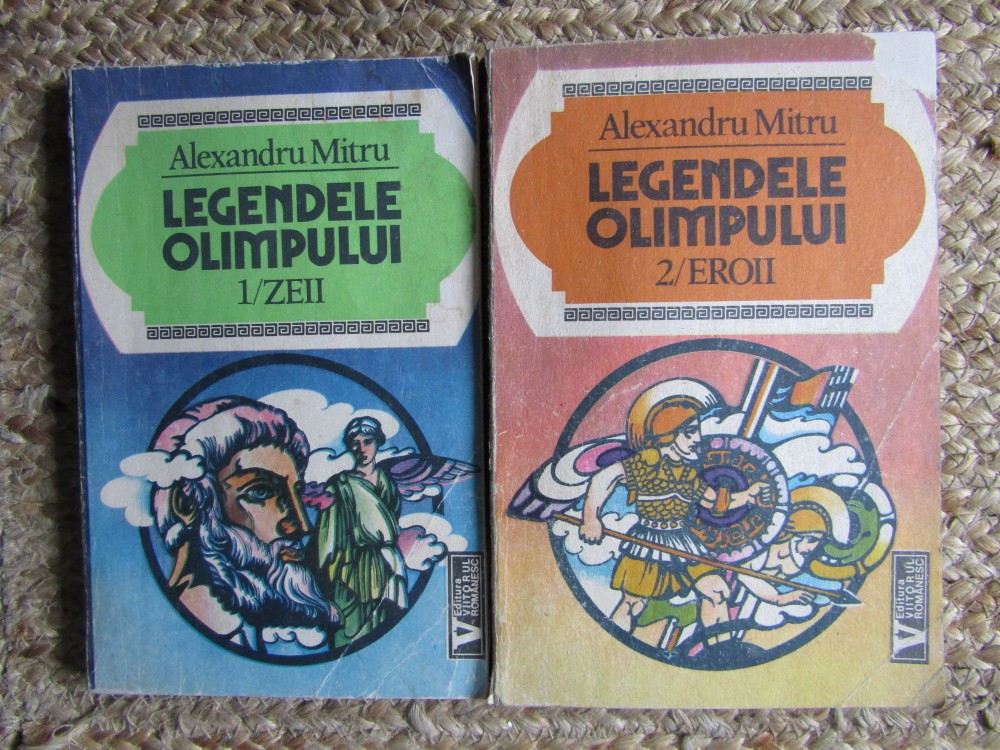 Alexandru Mitru
LEGENDELE
OLIMPULUI
1/ZEII
Editura
VIITORUL
ROMÂNESC
Alexandru Mitru
LEGENDELE
OLIMPULUI
2/EROII
Editura
VIITORUL
ROMÂNESC